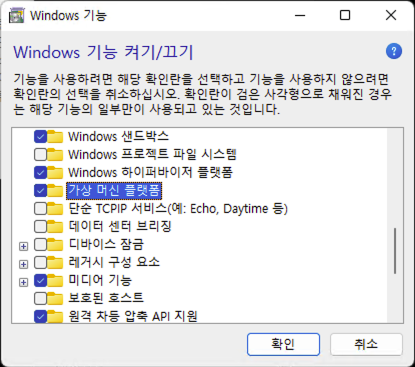 Windows 기능
Windows 기능 켜기/끄기
기능을 사용하려면 해당 확인란을 선택하고 기능을 사용하지 않으려면
확인란의 선택을 취소하십시오. 확인란이 검은 사각형으로 채워진 경우
는 해당 기능의 일부만이 사용되고 있는 것입니다.
Windows 샌드박스
Windows 프로젝트 파일 시스템
Windows 하이퍼바이저 플랫폼
가상 머신 플랫폼
단순 TCPIP 서비스(예: Echo, Daytime 등)
데이터 센터 브리징
디바이스 잠금
레거시 구성 요소
미디어 기능
보호된 호스트
원격 차등 압축 API 지원
확인
취소